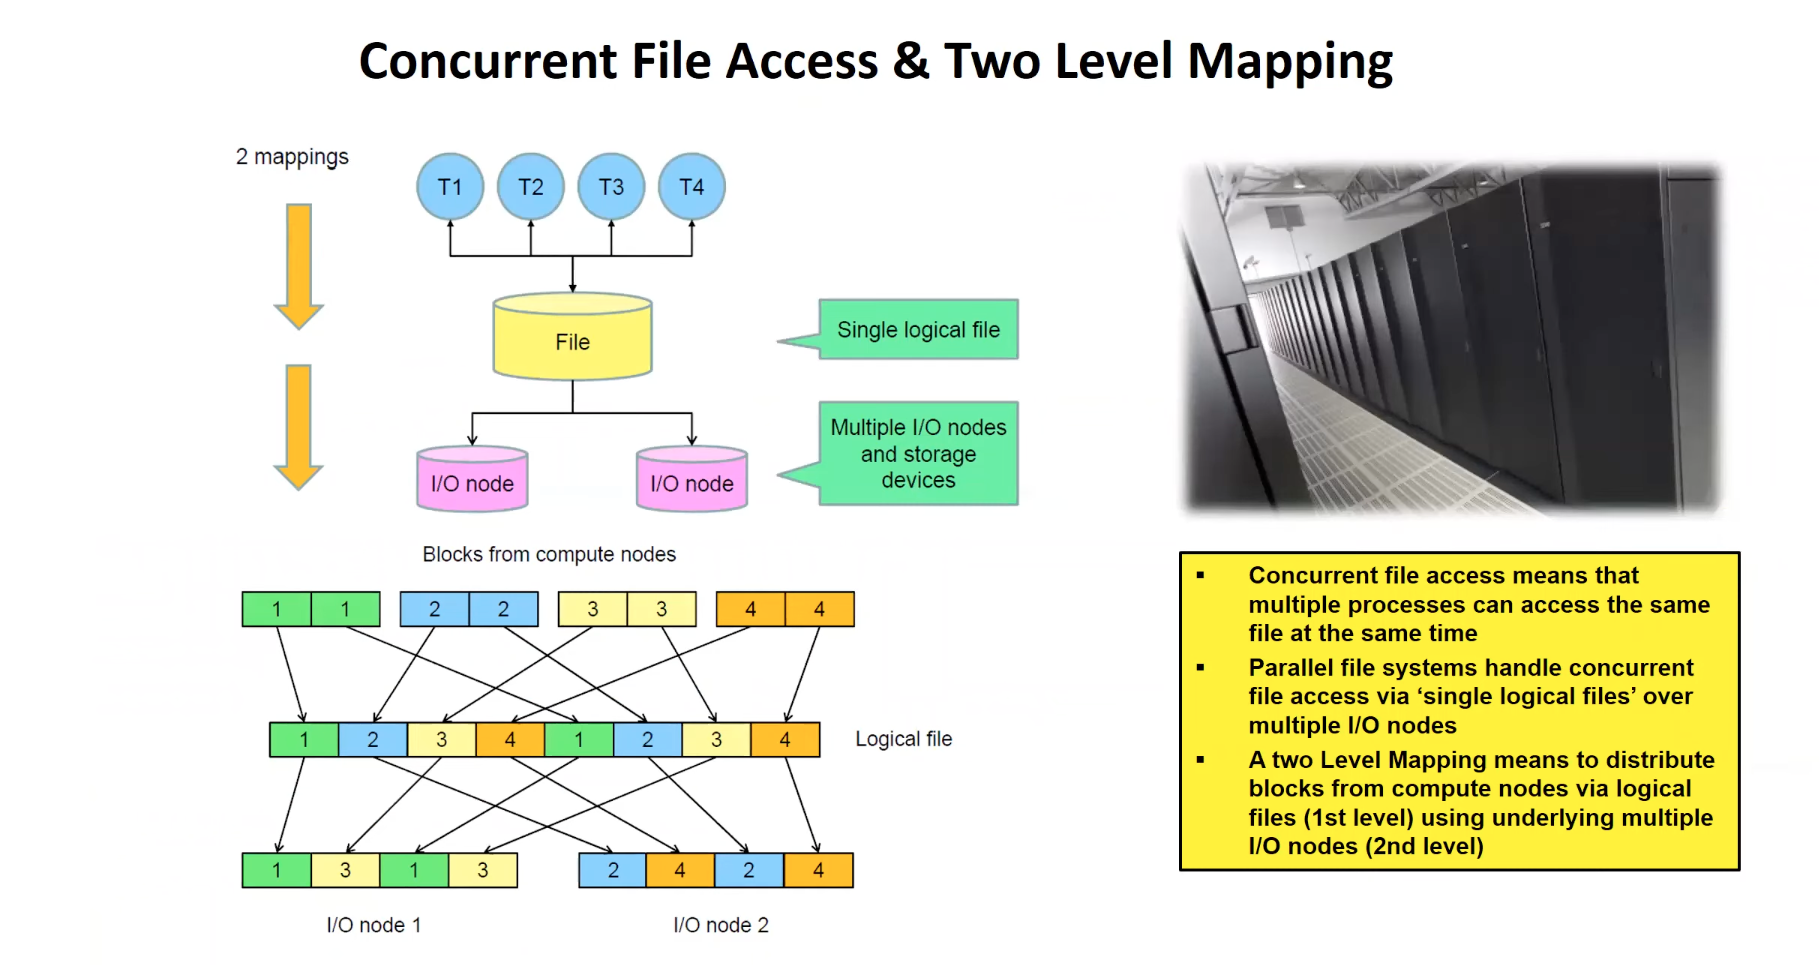 Concurrent File Access & Two Level Mapping
2 mappings
T1 T2 T3 T4
File
Single logical file
I/O node
I/O node
Multiple I/O nodes
and storage
devices
Blocks from compute nodes
1 1 2 2 3 3 4 4
1 2 3 4 1 2 3 4
Logical file
1 3 1 3 2 4 2 4
I/O node 1
I/O node 2
▪ Concurrent file access means that
multiple processes can access the same
file at the same time
▪ Parallel file systems handle concurrent
file access via ‘single logical files’ over
multiple I/O nodes
▪ A two Level Mapping means to distribute
blocks from compute nodes via logical
files (1st level) using underlying multiple
I/O nodes (2nd level)